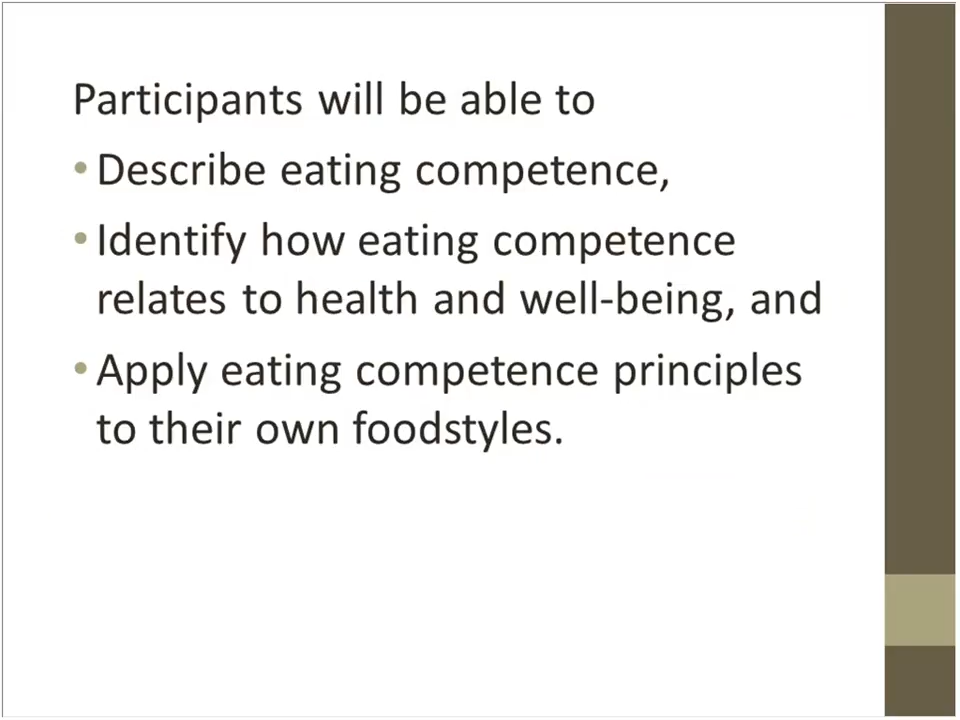 Participants will be able to
•Describe eating competence,
•Identify how eating competence
relates to health and well-being, and
•Apply eating competence principles
to their own foodstyles.